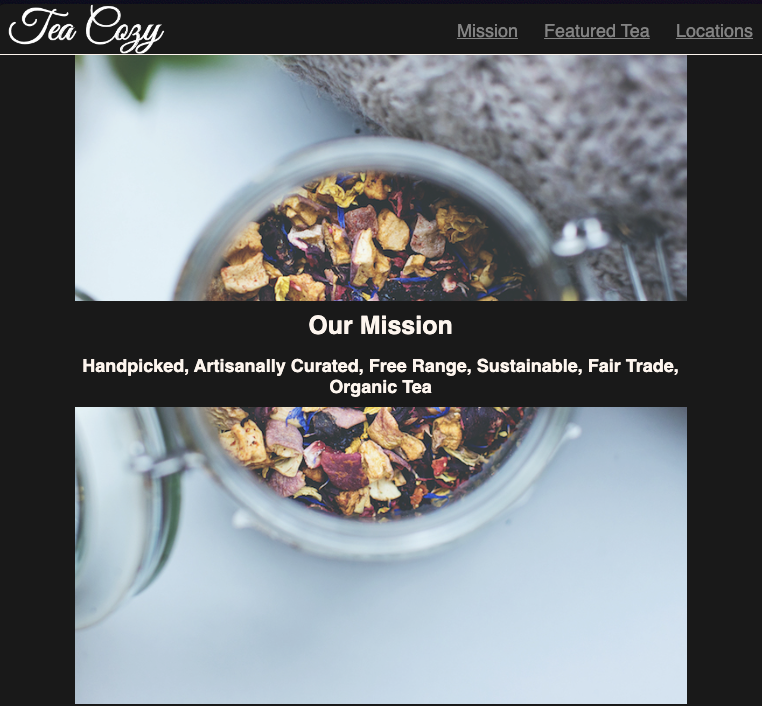 Tea Cozy
Mission
Featured Tea
Locations
Our Mission
Handpicked, Artisanally Curated, Free Range, Sustainable, Fair Trade,
Organic Tea